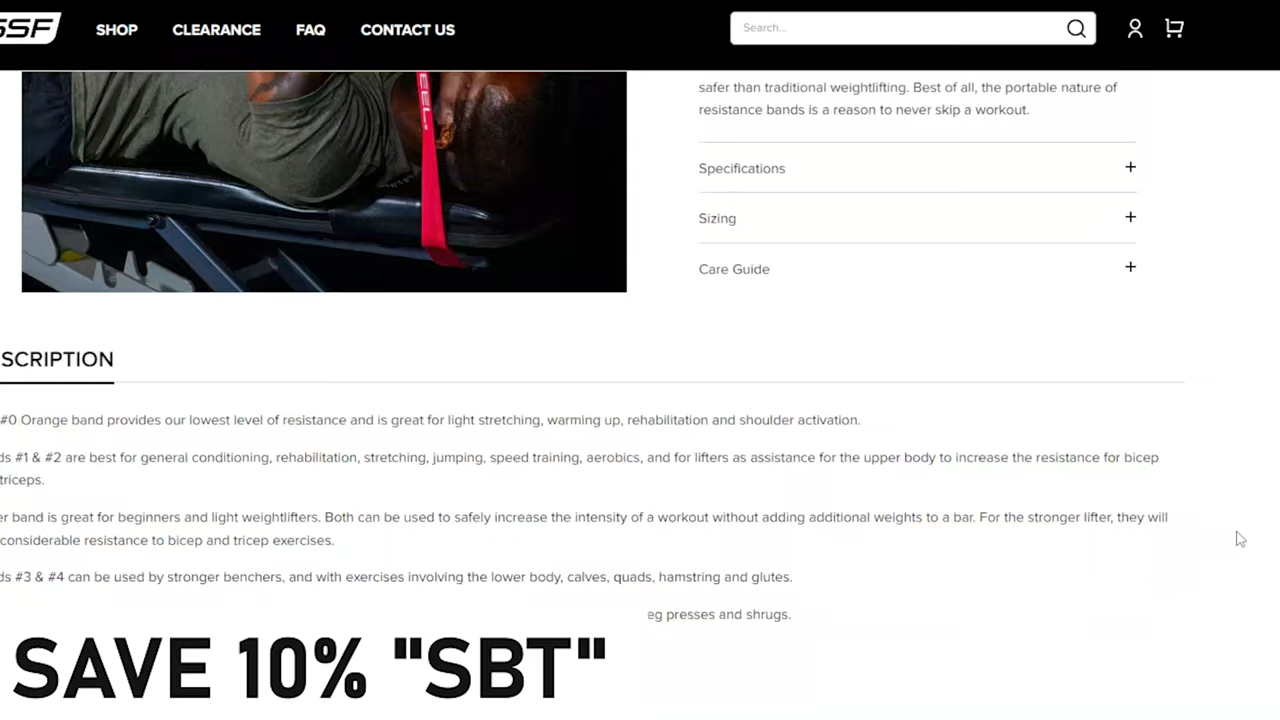 SSF
SHOP CLEARANCE FAQ CONTACT US Search...
EEL.
safer than traditional weightlifting. Best of all, the portable nature of
resistance bands is a reason to never skip a workout.
Specifications +
Sizing +
Care Guide +
SCRIPTION
#0 Orange band provides our lowest level of resistance and is great for light stretching, warming up, rehabilitation and shoulder activation.
ds #1 & #2 are best for general conditioning, rehabilitation, stretching, jumping, speed training, aerobics, and for lifters as assistance for the upper body to increase the resistance for bicep
triceps.
er band is great for beginners and light weightlifters. Both can be used to safely increase the intensity of a workout without adding additional weights to a bar. For the stronger lifter, they will
considerable resistance to bicep and tricep exercises.
ds #3 & #4 can be used by stronger benchers, and with exercises involving the lower body, calves, quads, hamstring and glutes.
eg presses and shrugs.
SAVE 10% "SBT"